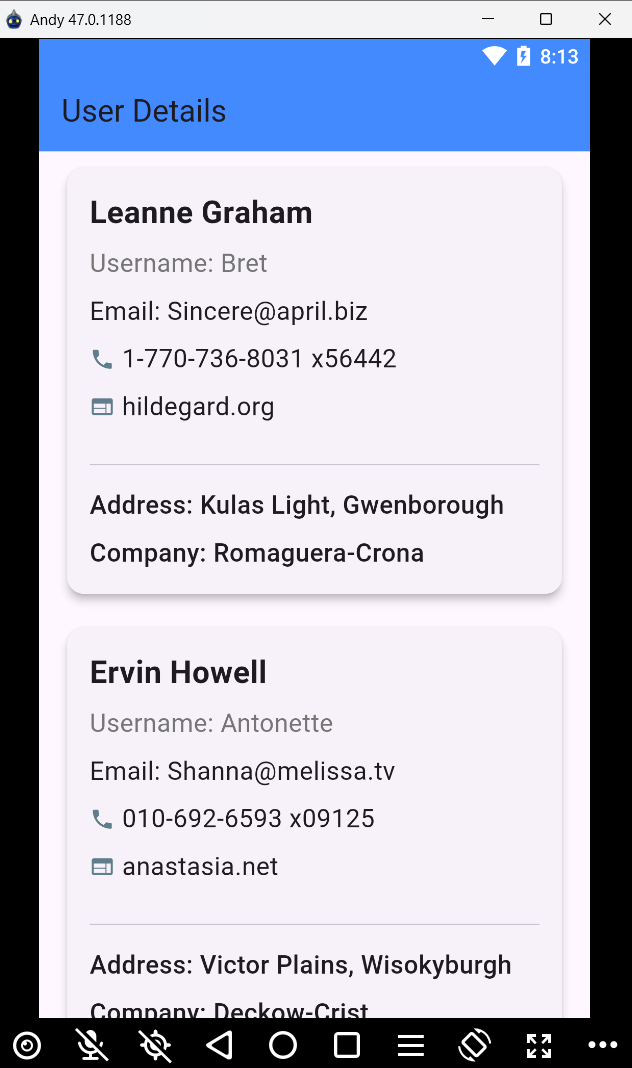 Andy 47.0.1188
8:13
User Details
Leanne Graham
Username: Bret
Email: Sincere@april.biz
1-770-736-8031 x56442
hildegard.org
Address: Kulas Light, Gwenborough
Company: Romaguera-Crona
Ervin Howell
Username: Antonette
Email: Shanna@melissa.tv
010-692-6593 x09125
anastasia.net
Address: Victor Plains, Wisokyburgh
Company: Deckow-Crist